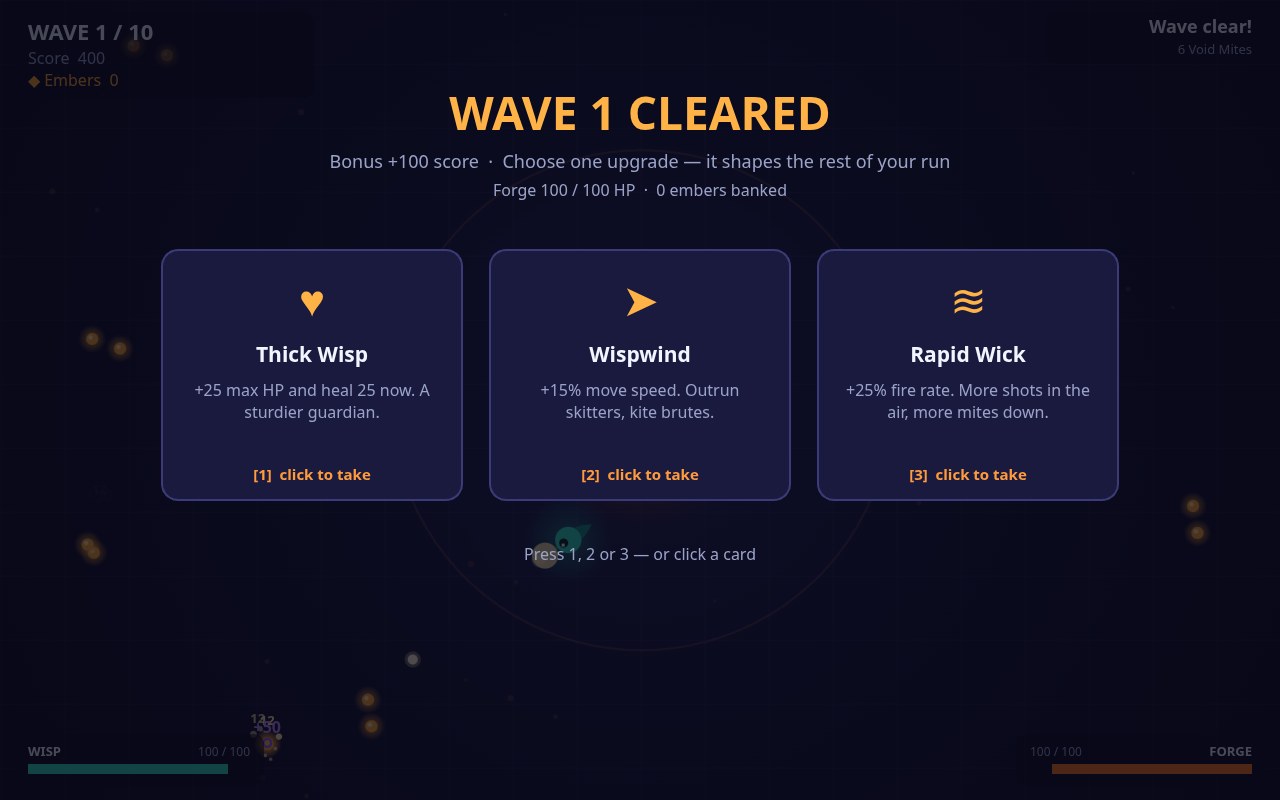 WAVE 1 / 10
Score 400
◆ Embers 0
Wave clear!
6 Void Mites
WAVE 1 CLEARED
Bonus +100 score · Choose one upgrade — it shapes the rest of your run
Forge 100 / 100 HP · 0 embers banked
Thick Wisp
+25 max HP and heal 25 now. A
sturdier guardian.
[1] click to take
Wispwind
+15% move speed. Outrun
skitters, kite brutes.
[2] click to take
Rapid Wick
+25% fire rate. More shots in the
air, more mites down.
[3] click to take
Press 1, 2 or 3 — or click a card
WISP 100 / 100
100 / 100 FORGE